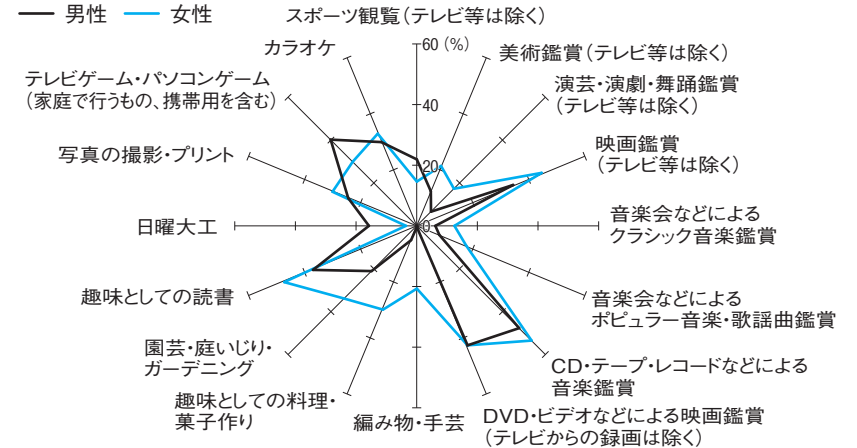 男性 女性
スポーツ観覧（テレビ等は除く）
60 (%)
40
20
0
美術鑑賞（テレビ等は除く）
演芸・演劇・舞踊鑑賞
（テレビ等は除く）
映画鑑賞
（テレビ等は除く）
音楽会などによる
クラシック音楽鑑賞
音楽会などによる
ポピュラー音楽・歌謡曲鑑賞
CD・テープ・レコードなどによる
音楽鑑賞
DVD・ビデオなどによる映画鑑賞
（テレビからの録画は除く）
編み物・手芸
趣味としての料理・
菓子作り
園芸・庭いじり・
ガーデニング
趣味としての読書
日曜大工
写真の撮影・プリント
テレビゲーム・パソコンゲーム
（家庭で行うもの、携帯用を含む）
カラオケ